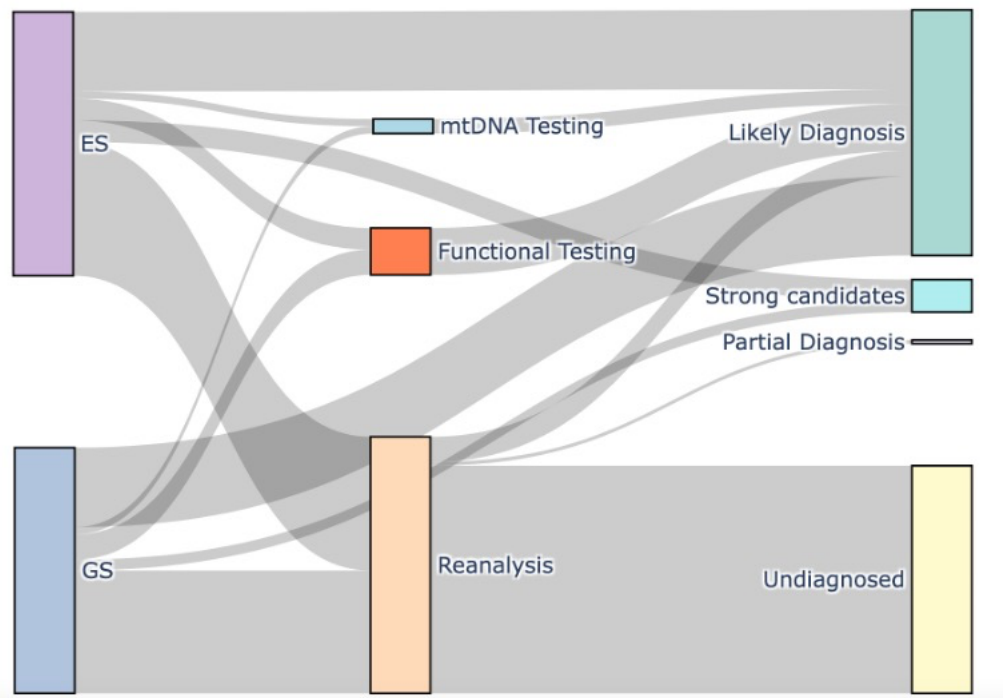 ES
mtDNA Testing
Likely Diagnosis
Functional Testing
Strong candidates
Partial Diagnosis
GS
Reanalysis
Undiagnosed